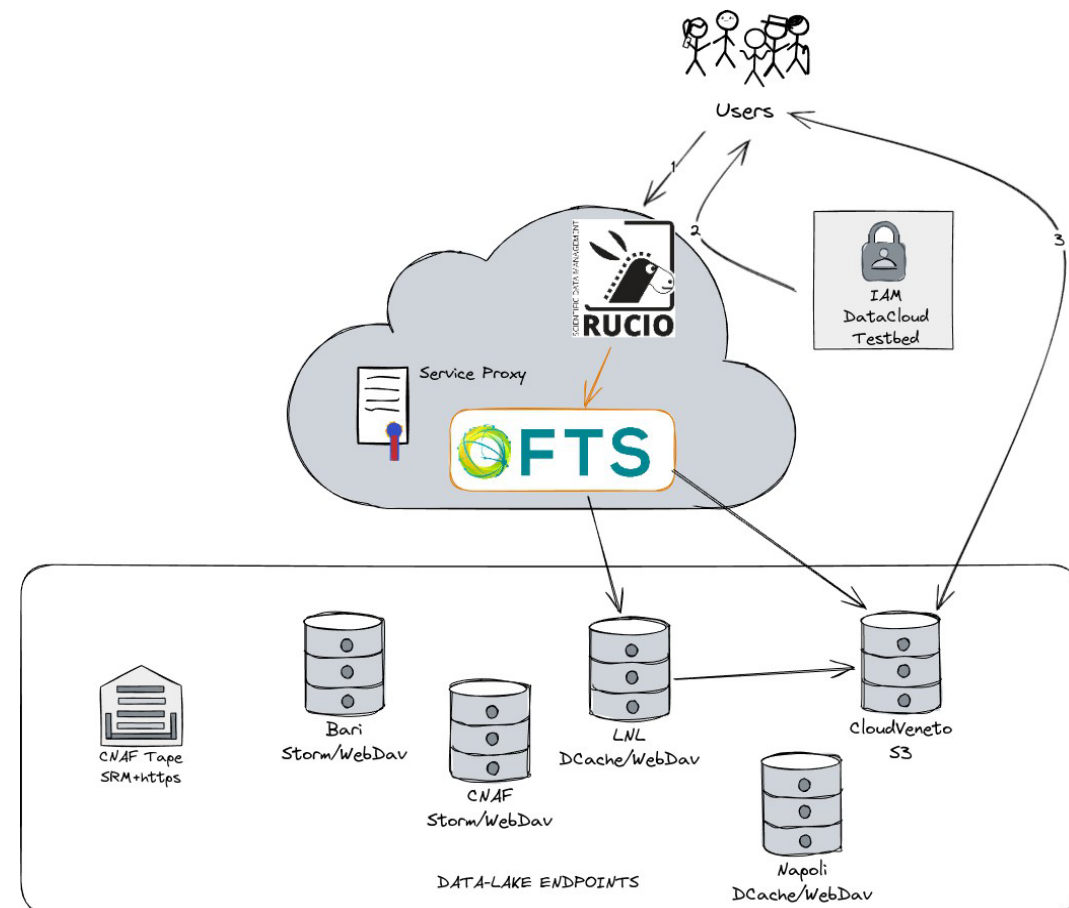 Users
1
2
3
SCIENTIFIC DATA MANAGEMENT
RUCIO
IAM
DataCloud
Testbed
Service Proxy
FTS
Bari
Storm/WebDav
CNAF Tape
SRM+https
CNAF
Storm/WebDav
LNL
DCache/WebDav
CloudVeneto
S3
Napoli
DCache/WebDav
DATA-LAKE ENDPOINTS